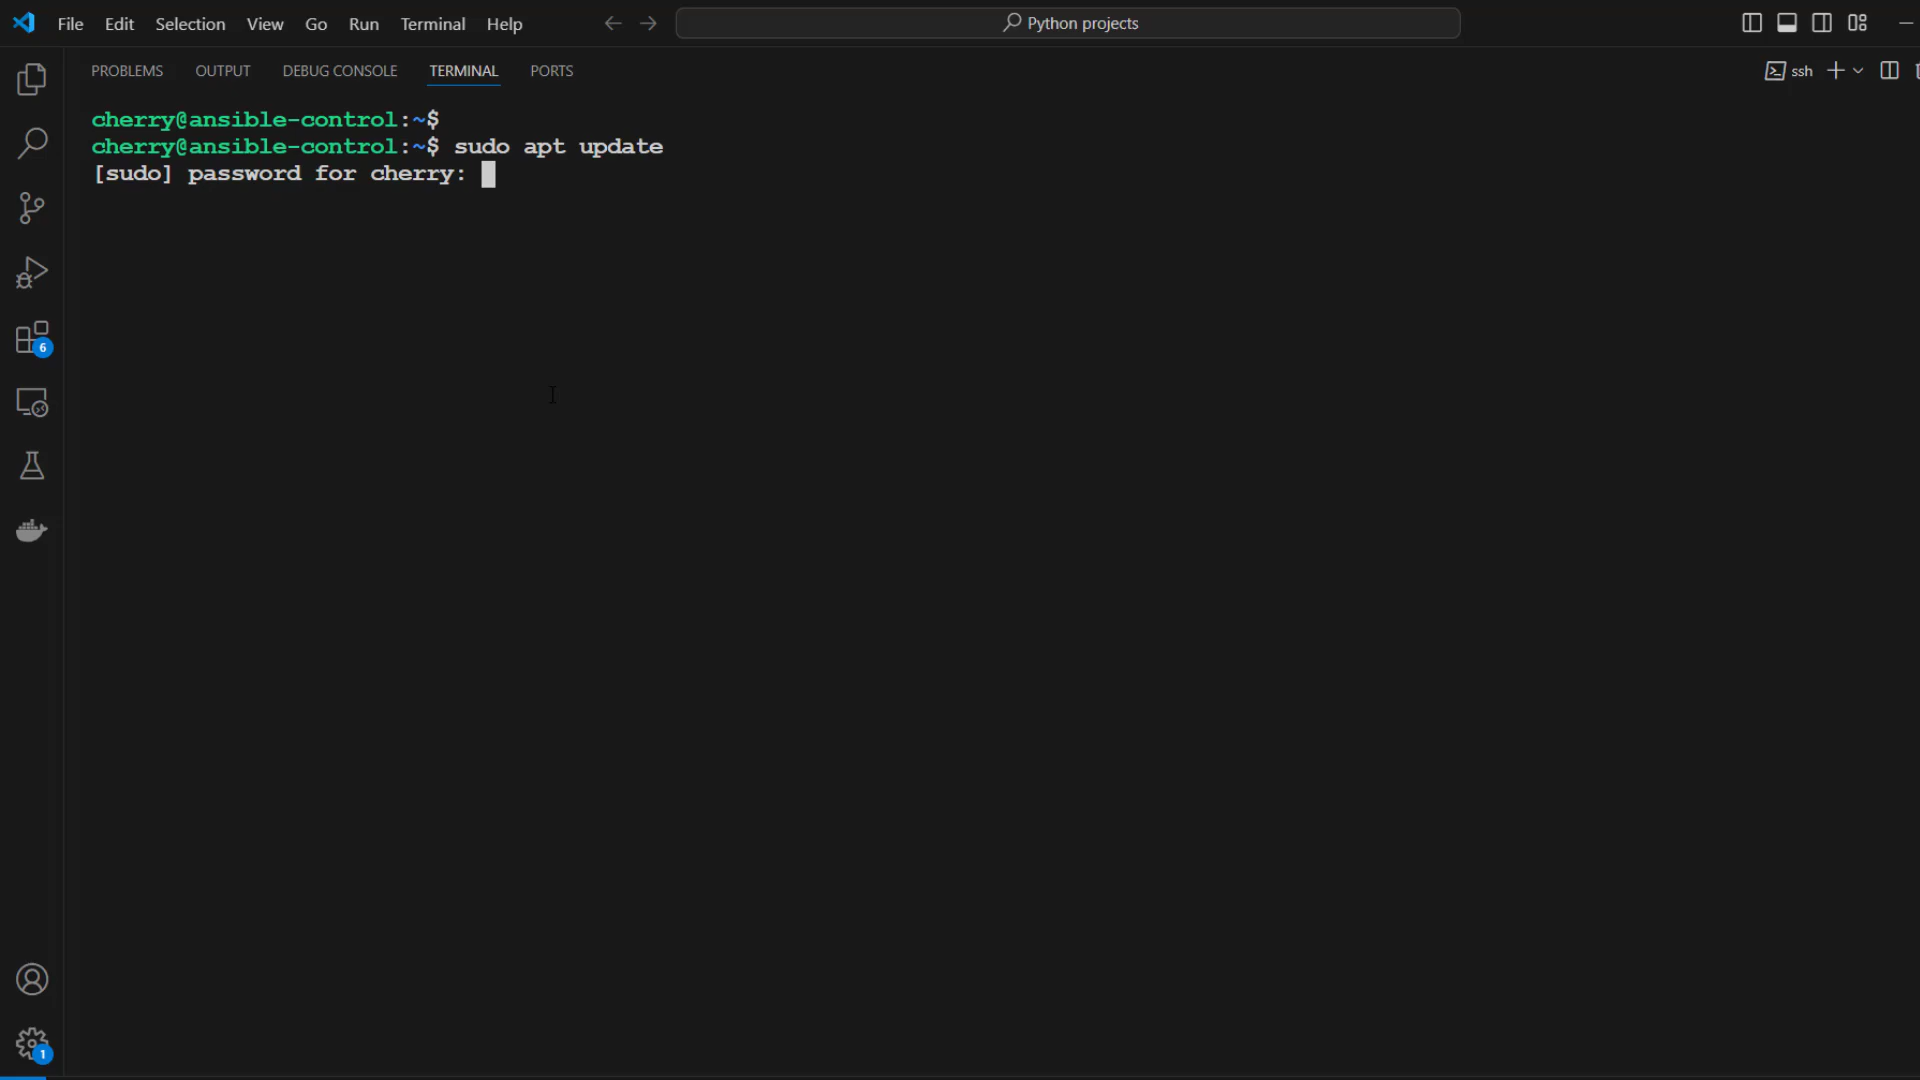 File Edit Selection View Go Run Terminal Help
Python projects
PROBLEMS OUTPUT DEBUG CONSOLE TERMINAL PORTS
ssh
cherry@ansible-control:~$
cherry@ansible-control:~$ sudo apt update
[sudo] password for cherry:
6
1